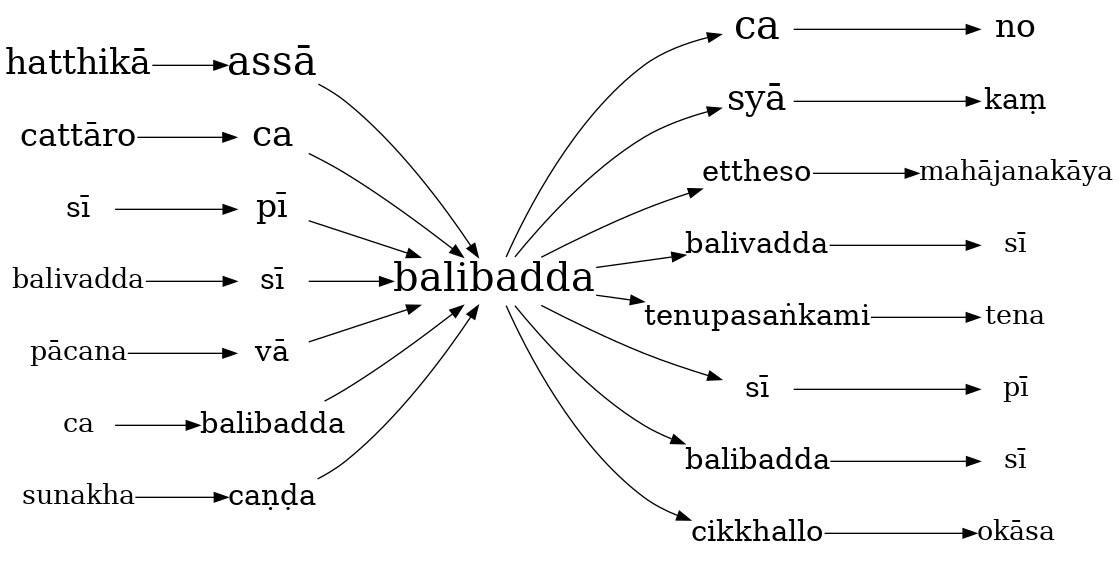 ca no
hatthikā assā
syā kaṃ
cattāro ca
ettheso mahājanakāya
sī pī
balivadda sī
balivadda sī balibadda
tenupasaṅkami tena
pācana vā
sī pī
ca balibadda
balibadda sī
sunakha caṇḍa
cikkhallo okāsa